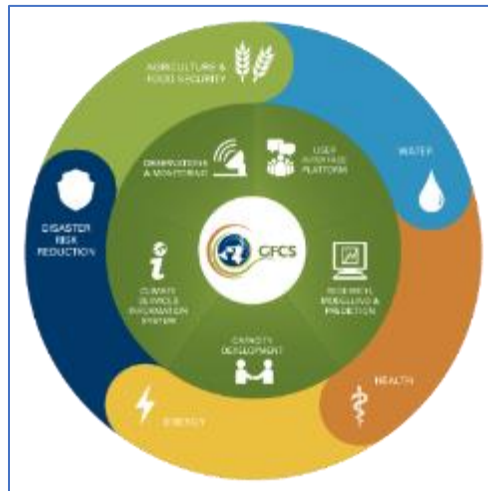 AGRICULTURE &
FOOD SECURITY
OBSERVATIONS
& MONITORING
USER
INTERFACE
PLATFORM
WATER
DISASTER
RISK
REDUCTION
GFCS
CLIMATE
SERVICES
INFORMATION
SYSTEM
RESEARCH,
MODELLING &
PREDICTION
CAPACITY
DEVELOPMENT
HEALTH
ENERGY